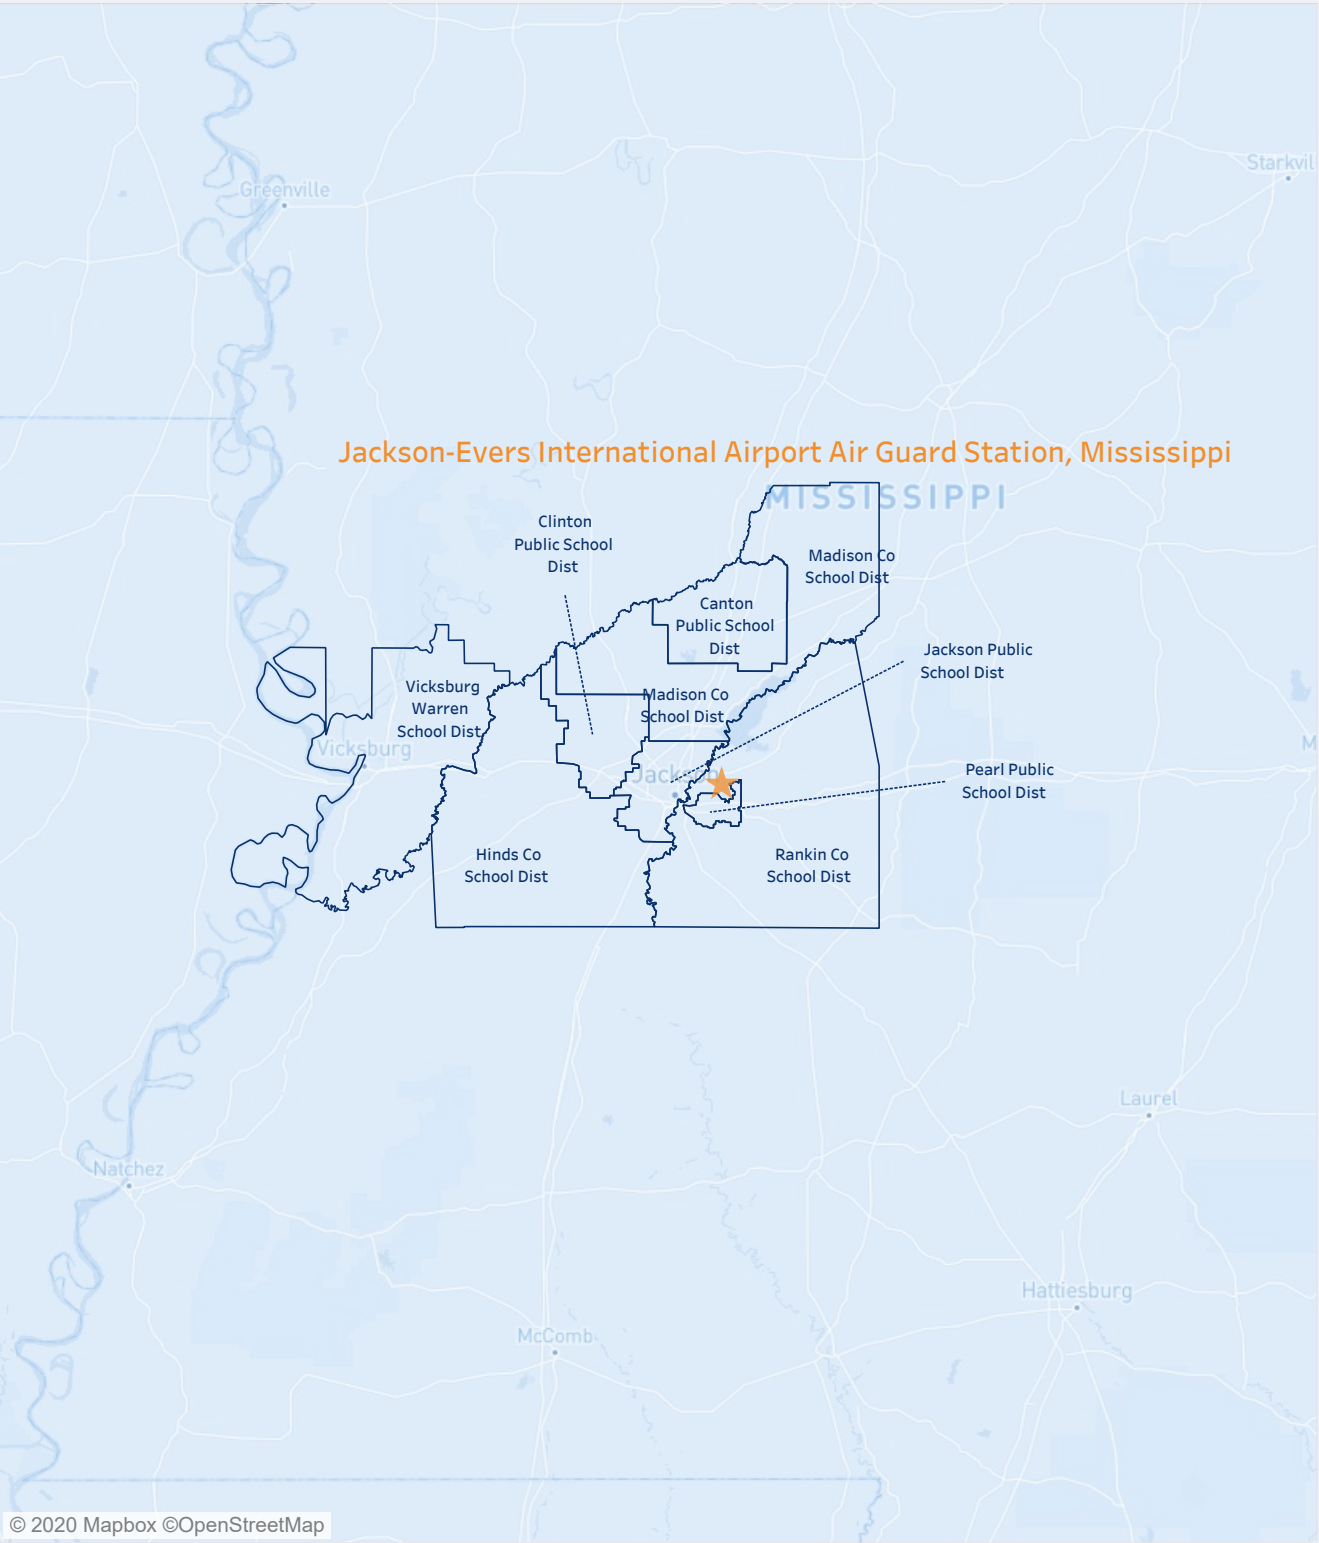 Starkvil
Greenville
Jackson-Evers International Airport Air Guard Station, Mississippi
MISSISSIPPI
Clinton
Public School
Dist
Madison Co
School Dist
Canton
Public School
Dist
Jackson Public
School Dist
Vicksburg
Warren
School Dist
Madison Co
School Dist
Vicksburg
Jackson
M
Pearl Public
School Dist
Hinds Co
School Dist
Rankin Co
School Dist
Laurel
Natchez
Hattiesburg
McComb
© 2020 Mapbox ©OpenStreetMap